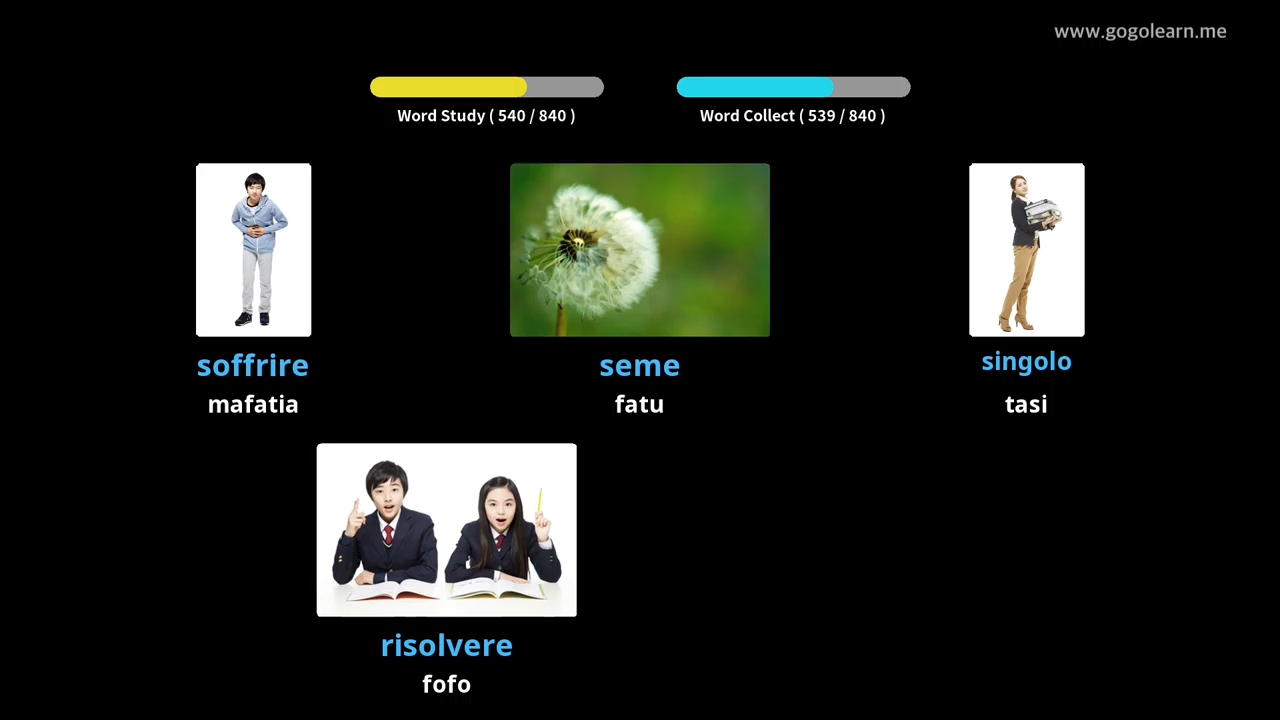 www.gogolearn.me
Word Study ( 540 / 840 )
Word Collect ( 539 / 840 )
soffrire
mafatia
seme
fatu
singolo
tasi
risolvere
fofo